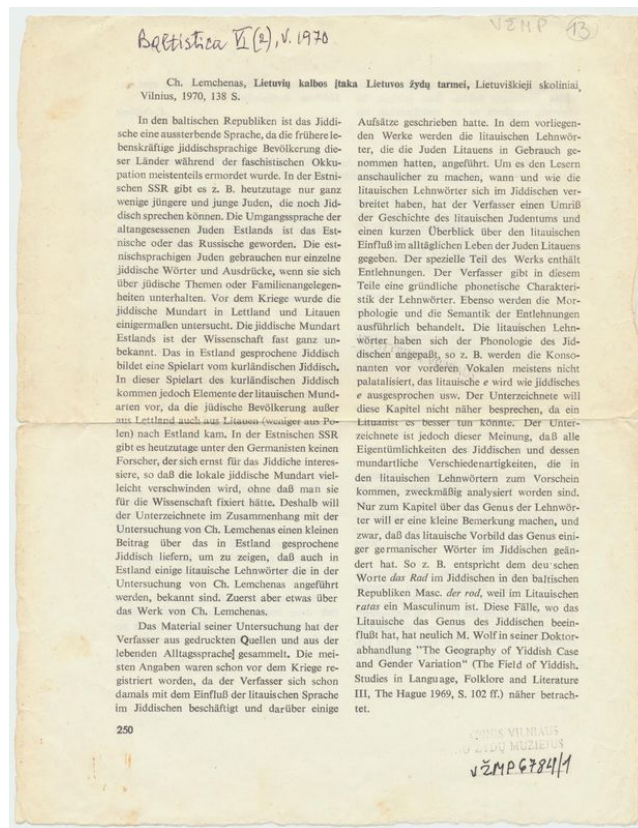 VŽMP 13
Baltistica VI (2), V. 1970
Ch. Lemchenas, Lietuvių kalbos įtaka Lietuvos žydų tarmei, Lietuviškieji skoliniai,
Vilnius, 1970, 138 S.
In den baltischen Republiken ist das Jiddi-
sche eine aussterbende Sprache, da die frühere le-
benskräftige jiddischsprachige Bevölkerung die-
ser Länder während der faschistischen Okku-
pation meistenteils ermordet wurde. In der Estni-
schen SSR gibt es z. B. heutzutage nur ganz
wenige jüngere und junge Juden, die noch Jid-
disch sprechen können. Die Umgangssprache der
altangesessenen Juden Estlands ist das Est-
nische oder das Russische geworden. Die est-
nischsprachigen Juden gebrauchen nur einzelne
jiddische Wörter und Ausdrücke, wenn sie sich
über jüdische Themen oder Familienangelegen-
heiten unterhalten. Vor dem Kriege wurde die
jiddische Mundart in Lettland und Litauen
einigermaßen untersucht. Die jiddische Mundart
Estlands ist der Wissenschaft fast ganz un-
bekannt. Das in Estland gesprochene Jiddisch
bildet eine Spielart vom kurländischen Jiddisch.
In dieser Spielart des kurländischen Jiddisch
kommen jedoch Elemente der litauischen Mund-
arten vor, da die jüdische Bevölkerung außer
aus Lettland auch aus Litauen (weniger aus Po-
len) nach Estland kam. In der Estnischen SSR
gibt es heutzutage unter den Germanisten keinen
Forscher, der sich ernst für das Jiddiche interes-
siere, so daß die lokale jiddische Mundart viel-
leicht verschwinden wird, ohne daß man sie
für die Wissenschaft fixiert hätte. Deshalb will
der Unterzeichnete im Zusammenhang mit der
Untersuchung von Ch. Lemchenas einen kleinen
Beitrag über das in Estland gesprochene
Jiddisch liefern, um zu zeigen, daß auch in
Estland einige litauische Lehnwörter die in der
Untersuchung von Ch. Lemchenas angeführt
werden, bekannt sind. Zuerst aber etwas über
das Werk von Ch. Lemchenas.
Das Material seiner Untersuchung hat der
Verfasser aus gedruckten Quellen und aus der
lebenden Alltagssprache gesammelt. Die mei-
sten Angaben waren schon vor dem Kriege re-
gistriert worden, da der Verfasser sich schon
damals mit dem Einfluß der litauischen Sprache
im Jiddischen beschäftigt und darüber einige
Aufsätze geschrieben hatte. In dem vorliegen-
den Werke werden die litauischen Lehnwör-
ter, die die Juden Litauens in Gebrauch ge-
nommen hatten, angeführt. Um es den Lesern
anschaulicher zu machen, wann und wie die
litauischen Lehnwörter sich im Jiddischen ver-
breitet haben, hat der Verfasser einen Umriß
der Geschichte des litauischen Judentums und
einen kurzen Überblick über den litauischen
Einfluß im alltäglichen Leben der Juden Litauens
gegeben. Der spezielle Teil des Werks enthält
Entlehnungen. Der Verfasser gibt in diesem
Teile eine gründliche phonetische Charakteri-
stik der Lehnwörter. Ebenso werden die Mor-
phologie und die Semantik der Entlehnungen
ausführlich behandelt. Die litauischen Lehn-
wörter haben sich der Phonologie des Jid-
dischen angepaßt, so z. B. werden die Konso-
nanten vor vorderen Vokalen meistens nicht
palatalisiert, das litauische e wird wie jiddisches
e ausgesprochen usw. Der Unterzeichnete will
diese Kapitel nicht näher besprechen, da ein
Lituanist es besser tun könnte. Der Unter-
zeichnete ist jedoch dieser Meinung, daß alle
Eigentümlichkeiten des Jiddischen und dessen
mundartliche Verschiedenartigkeiten, die in
den litauischen Lehnwörtern zum Vorschein
kommen, zweckmäßig analysiert worden sind.
Nur zum Kapitel über das Genus der Lehnwör-
ter will er eine kleine Bemerkung machen, und
zwar, daß das litauische Vorbild das Genus eini-
ger germanischer Wörter im Jiddischen geän-
dert hat. So z. B. entspricht dem deu schen
Worte das Rad im Jiddischen in den baltischen
Republiken Masc. der rod, weil im Litauischen
ratas ein Masculinum ist. Diese Fälle, wo das
Litauische das Genus des Jiddischen beein-
flußt hat, hat neulich M. Wolf in seiner Doktor-
abhandlung "The Geography of Yiddish Case
and Gender Variation" (The Field of Yiddish.
Studies in Language, Folklore and Literature
III, The Hague 1969, S. 102 ff.) näher betrach-
tet.
250
VILNIAUS
ŽYDŲ MUZIEJUS
VŽMP 6784/1